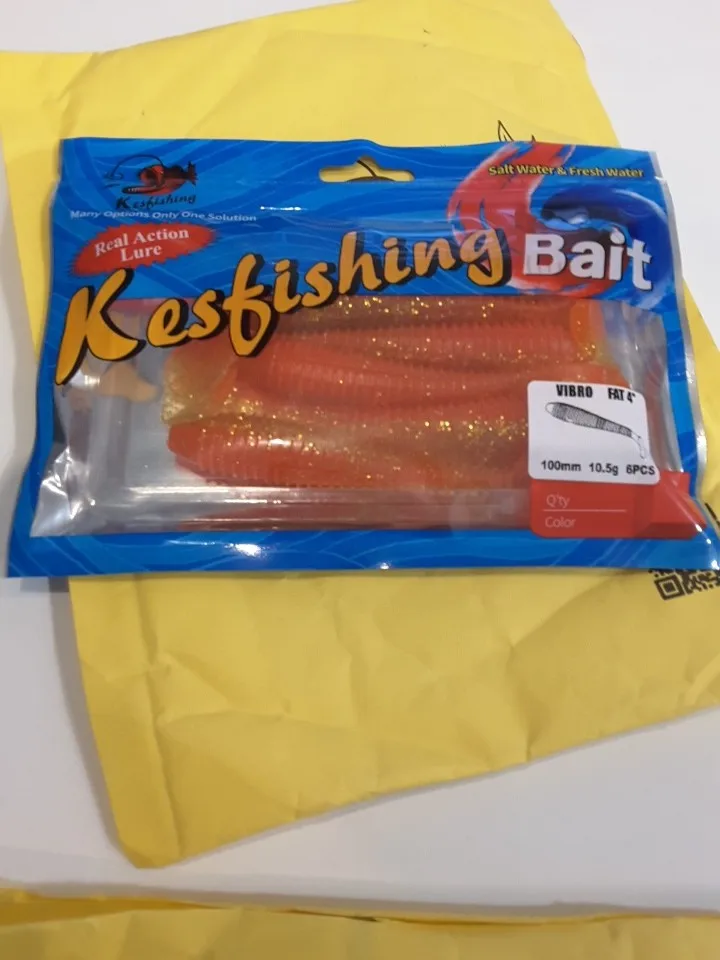 Kesfishing
Many Options Only One Solution
Salt Water & Fresh Water
Real Action
Lure
Kesfishing Bait
VIBRO FAT 4"
100mm 10.5g 6PCS
Q'ty
Color